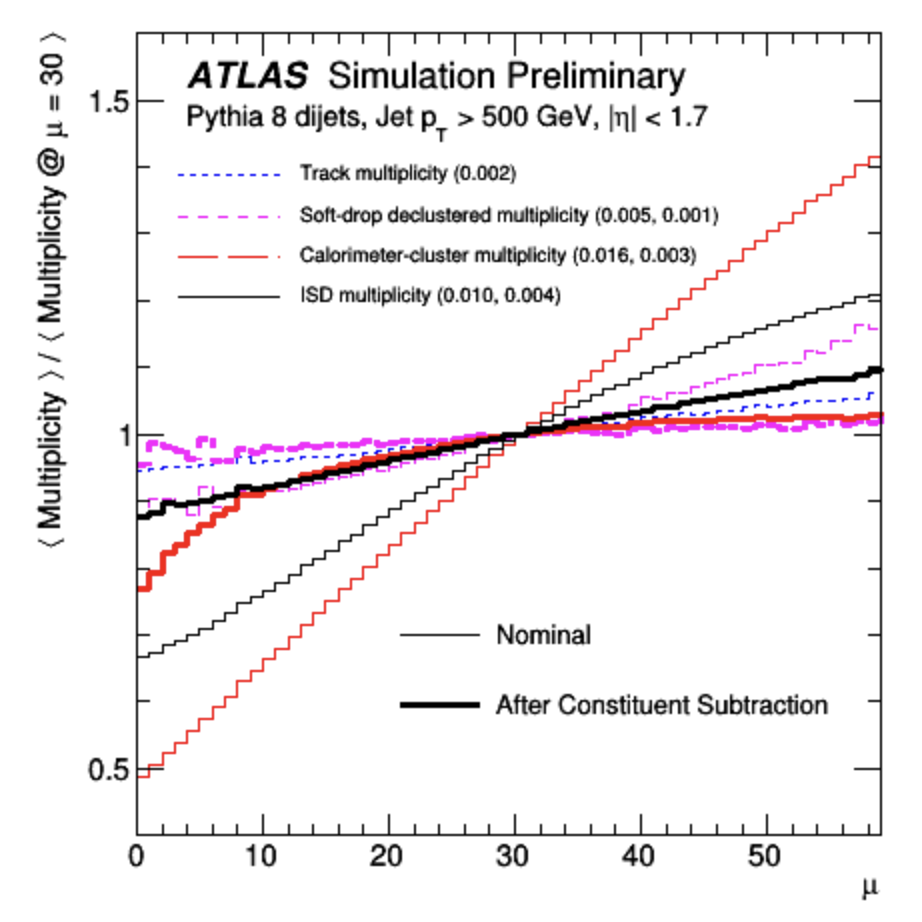 ⟨ Multiplicity ⟩ / ⟨ Multiplicity @ μ = 30 ⟩
ATLAS Simulation Preliminary
Pythia 8 dijets, Jet p_T > 500 GeV, |η| < 1.7
Track multiplicity (0.002)
Soft-drop declustered multiplicity (0.005, 0.001)
Calorimeter-cluster multiplicity (0.016, 0.003)
ISD multiplicity (0.010, 0.004)
1.5
1
0.5
Nominal
After Constituent Subtraction
0 10 20 30 40 50
μ